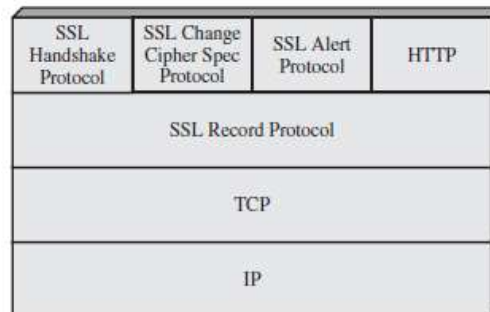 SSL
Handshake
Protocol
SSL Change
Cipher Spec
Protocol
SSL Alert
Protocol
HTTP
SSL Record Protocol
TCP
IP